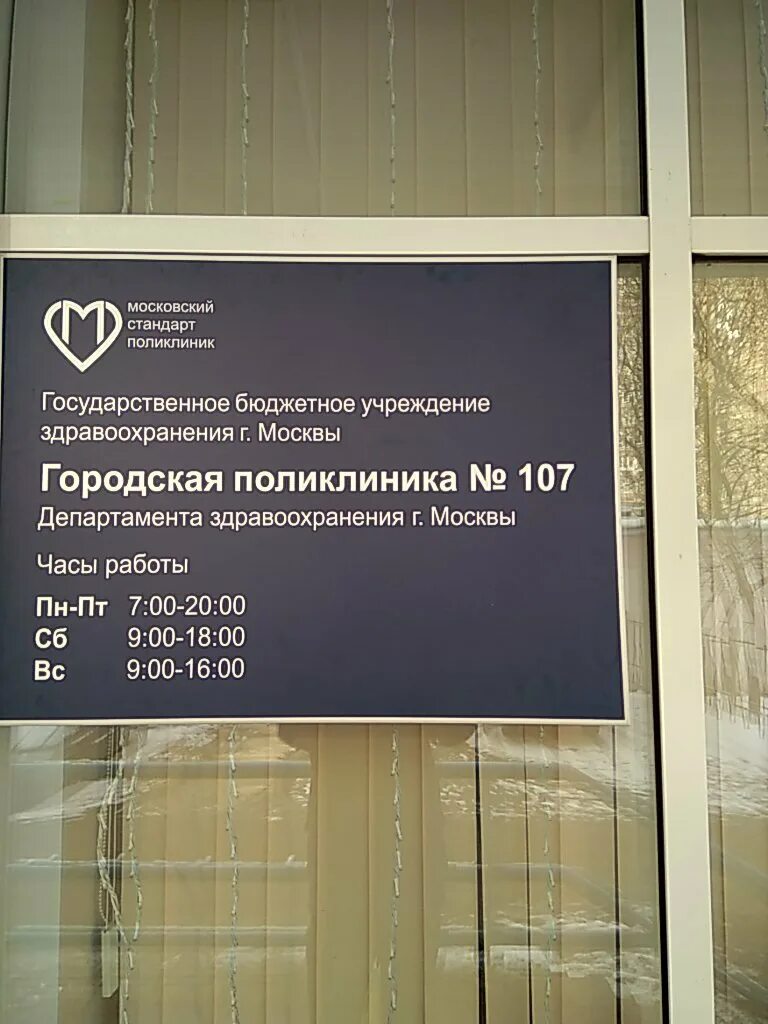 московский
стандарт
поликлиник
Государственное бюджетное учреждение
здравоохранения г. Москвы
Городская поликлиника № 107
Департамента здравоохранения г. Москвы
Часы работы
Пн-Пт 7:00-20:00
Сб 9:00-18:00
Вс 9:00-16:00